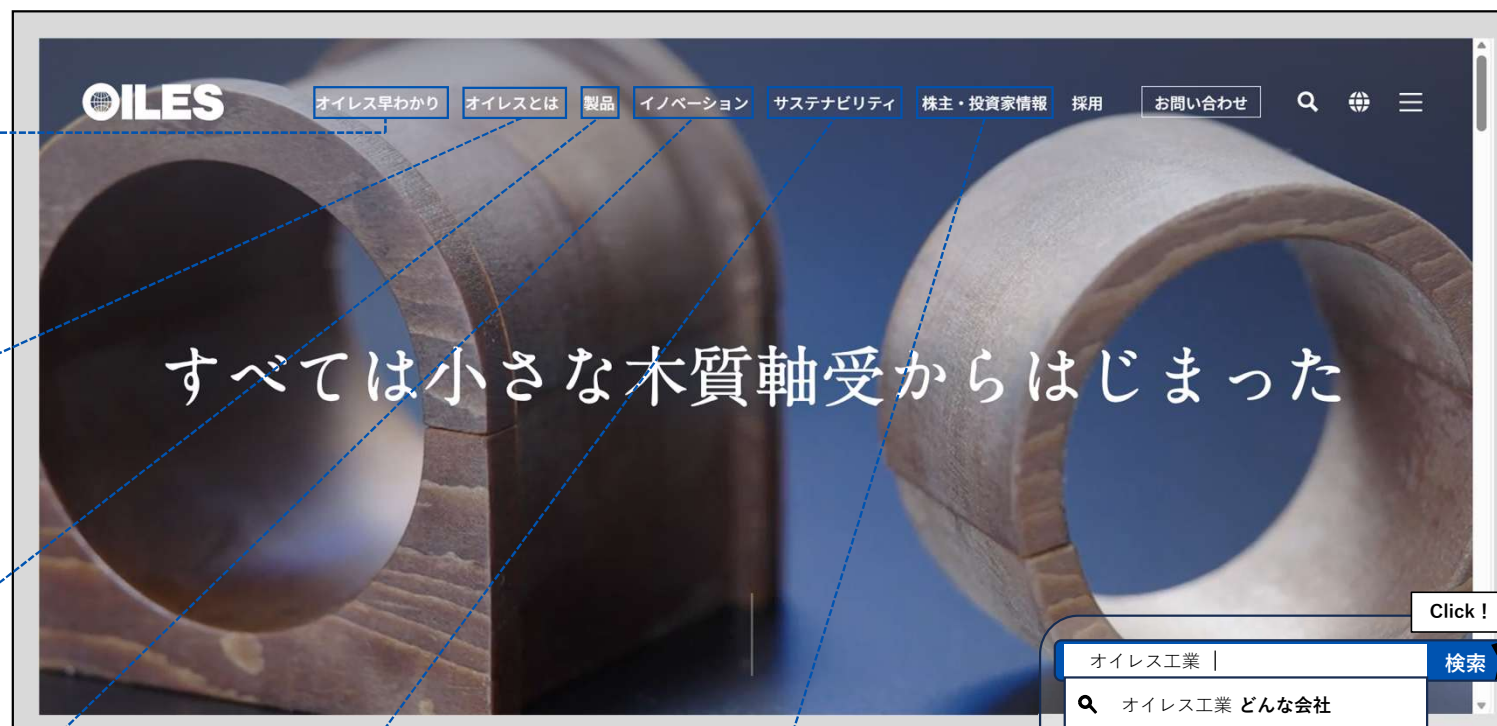 OILES
オイレス早わかり
オイレスとは
製品
イノベーション
サステナビリティ
株主・投資家情報
採用
お問い合わせ
すべては小さな木質軸受からはじまった
Click！
オイレス工業
検索
オイレス工業 どんな会社